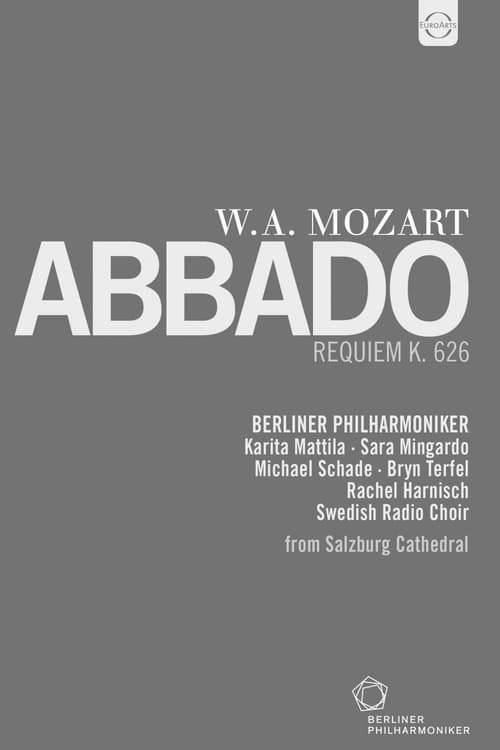 EUROARTS
W.A. MOZART
ABBADO
REQUIEM K. 626
BERLINER PHILHARMONIKER
Karita Mattila · Sara Mingardo
Michael Schade · Bryn Terfel
Rachel Harnisch
Swedish Radio Choir
from Salzburg Cathedral
BERLINER
PHILHARMONIKER